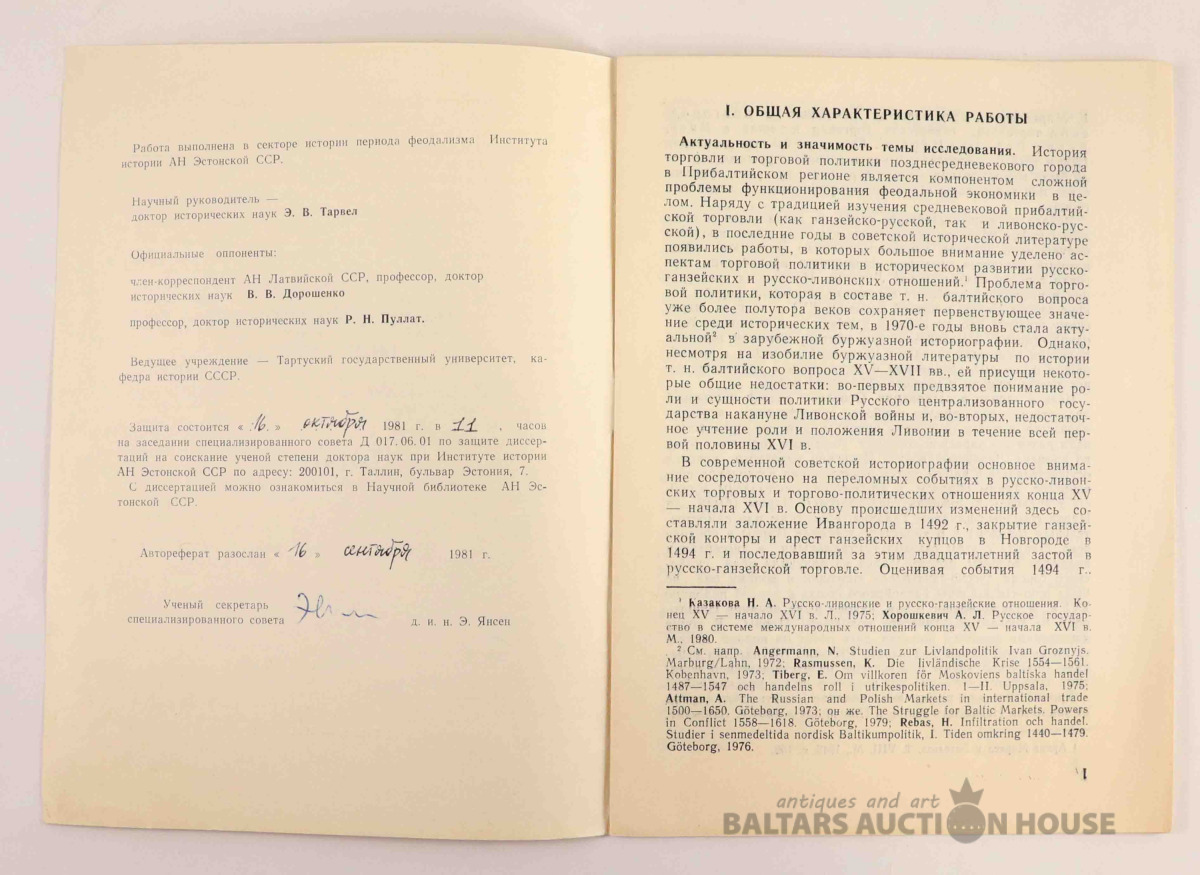 Работа выполнена в секторе истории периода феодализма Института
истории АН Эстонской ССР.
Научный руководитель —
доктор исторических наук Э. В. Тарвел
Официальные оппоненты:
член-корреспондент АН Латвийской ССР, профессор, доктор
исторических наук В. В. Дорошенко
профессор, доктор исторических наук Р. Н. Пуллат.
Ведущее учреждение — Тартуский государственный университет, ка-
федра истории СССР.
Защита состоится «16» октября 1981 г. в 11 , часов
на заседании специализированного совета Д 017.06.01 по защите диссер-
таций на соискание ученой степени доктора наук при Институте истории
АН Эстонской ССР по адресу: 200101, г. Таллин, бульвар Эстония, 7.
С диссертацией можно ознакомиться в Научной библиотеке АН Эс-
тонской ССР.
Автореферат разослан «16» сентября 1981 г.
Ученый секретарь
специализированного совета д. и. н. Э. Янсен
I. ОБЩАЯ ХАРАКТЕРИСТИКА РАБОТЫ
Актуальность и значимость темы исследования. История
торговли и торговой политики позднесредневекового города
в Прибалтийском регионе является компонентом сложной
проблемы функционирования феодальной экономики в це-
лом. Наряду с традицией изучения средневековой прибалтий-
ской торговли (как ганзейско-русской, так и ливонско-рус-
ской), в последние годы в советской исторической литературе
появились работы, в которых большое внимание уделено ас-
пектам торговой политики в историческом развитии русско-
ганзейских и русско-ливонских отношений.¹ Проблема торго-
вой политики, которая в составе т. н. балтийского вопроса
уже более полутора веков сохраняет первенствующее значе-
ние среди исторических тем, в 1970-е годы вновь стала акту-
альной² в зарубежной буржуазной историографии. Однако,
несмотря на изобилие буржуазной литературы по истории
т. н. балтийского вопроса XV—XVII вв., ей присущи некото-
рые общие недостатки: во-первых предвзятое понимание ро-
ли и сущности политики Русского централизованного госу-
дарства накануне Ливонской войны и, во-вторых, недостаточ-
ное учтение роли и положения Ливонии в течение всей пер-
вой половины XVI в.
В современной советской историографии основное внима-
ние сосредоточено на переломных событиях в русско-ливон-
ских торговых и торгово-политических отношениях конца XV
— начала XVI в. Основу происшедших изменений здесь со-
ставляли заложение Ивангорода в 1492 г., закрытие ганзей-
ской конторы и арест ганзейских купцов в Новгороде в
1494 г. и последовавший за этим двадцатилетний застой в
русско-ганзейской торговле. Оценивая события 1494 г..
¹ Казакова Н. А. Русско-ливонские и русско-ганзейские отношения. Ко-
нец XV — начало XVI в. Л., 1975; Хорошкевич А. Л. Русское государ-
ство в системе международных отношений конца XV — начала XVI в.
М., 1980.
² См. напр. Angermann, N. Studien zur Livlandpolitik Ivan Groznyjs.
Marburg/Lahn, 1972; Rasmussen, K. Die livländische Krise 1554—1561.
Kobenhavn, 1973; Tiberg, E. Om villkoren för Moskoviens baltiska handel
1487—1547 och handelns roll i utrikespolitiken. I—II. Uppsala, 1975;
Attman, A. The Russian and Polish Markets in international trade
1500—1650, Göteborg, 1973; он же. The Struggle for Baltic Markets. Powers
in Conflict 1558—1618. Göteborg, 1979; Rebas, H. Infiltration och handel.
Studier i senmedeltida nordisk Baltikumpolitik, I. Tiden omkring 1440—1479.
Göteborg, 1976.
1
antiques and art
BALTARS AUCTION HOUSE